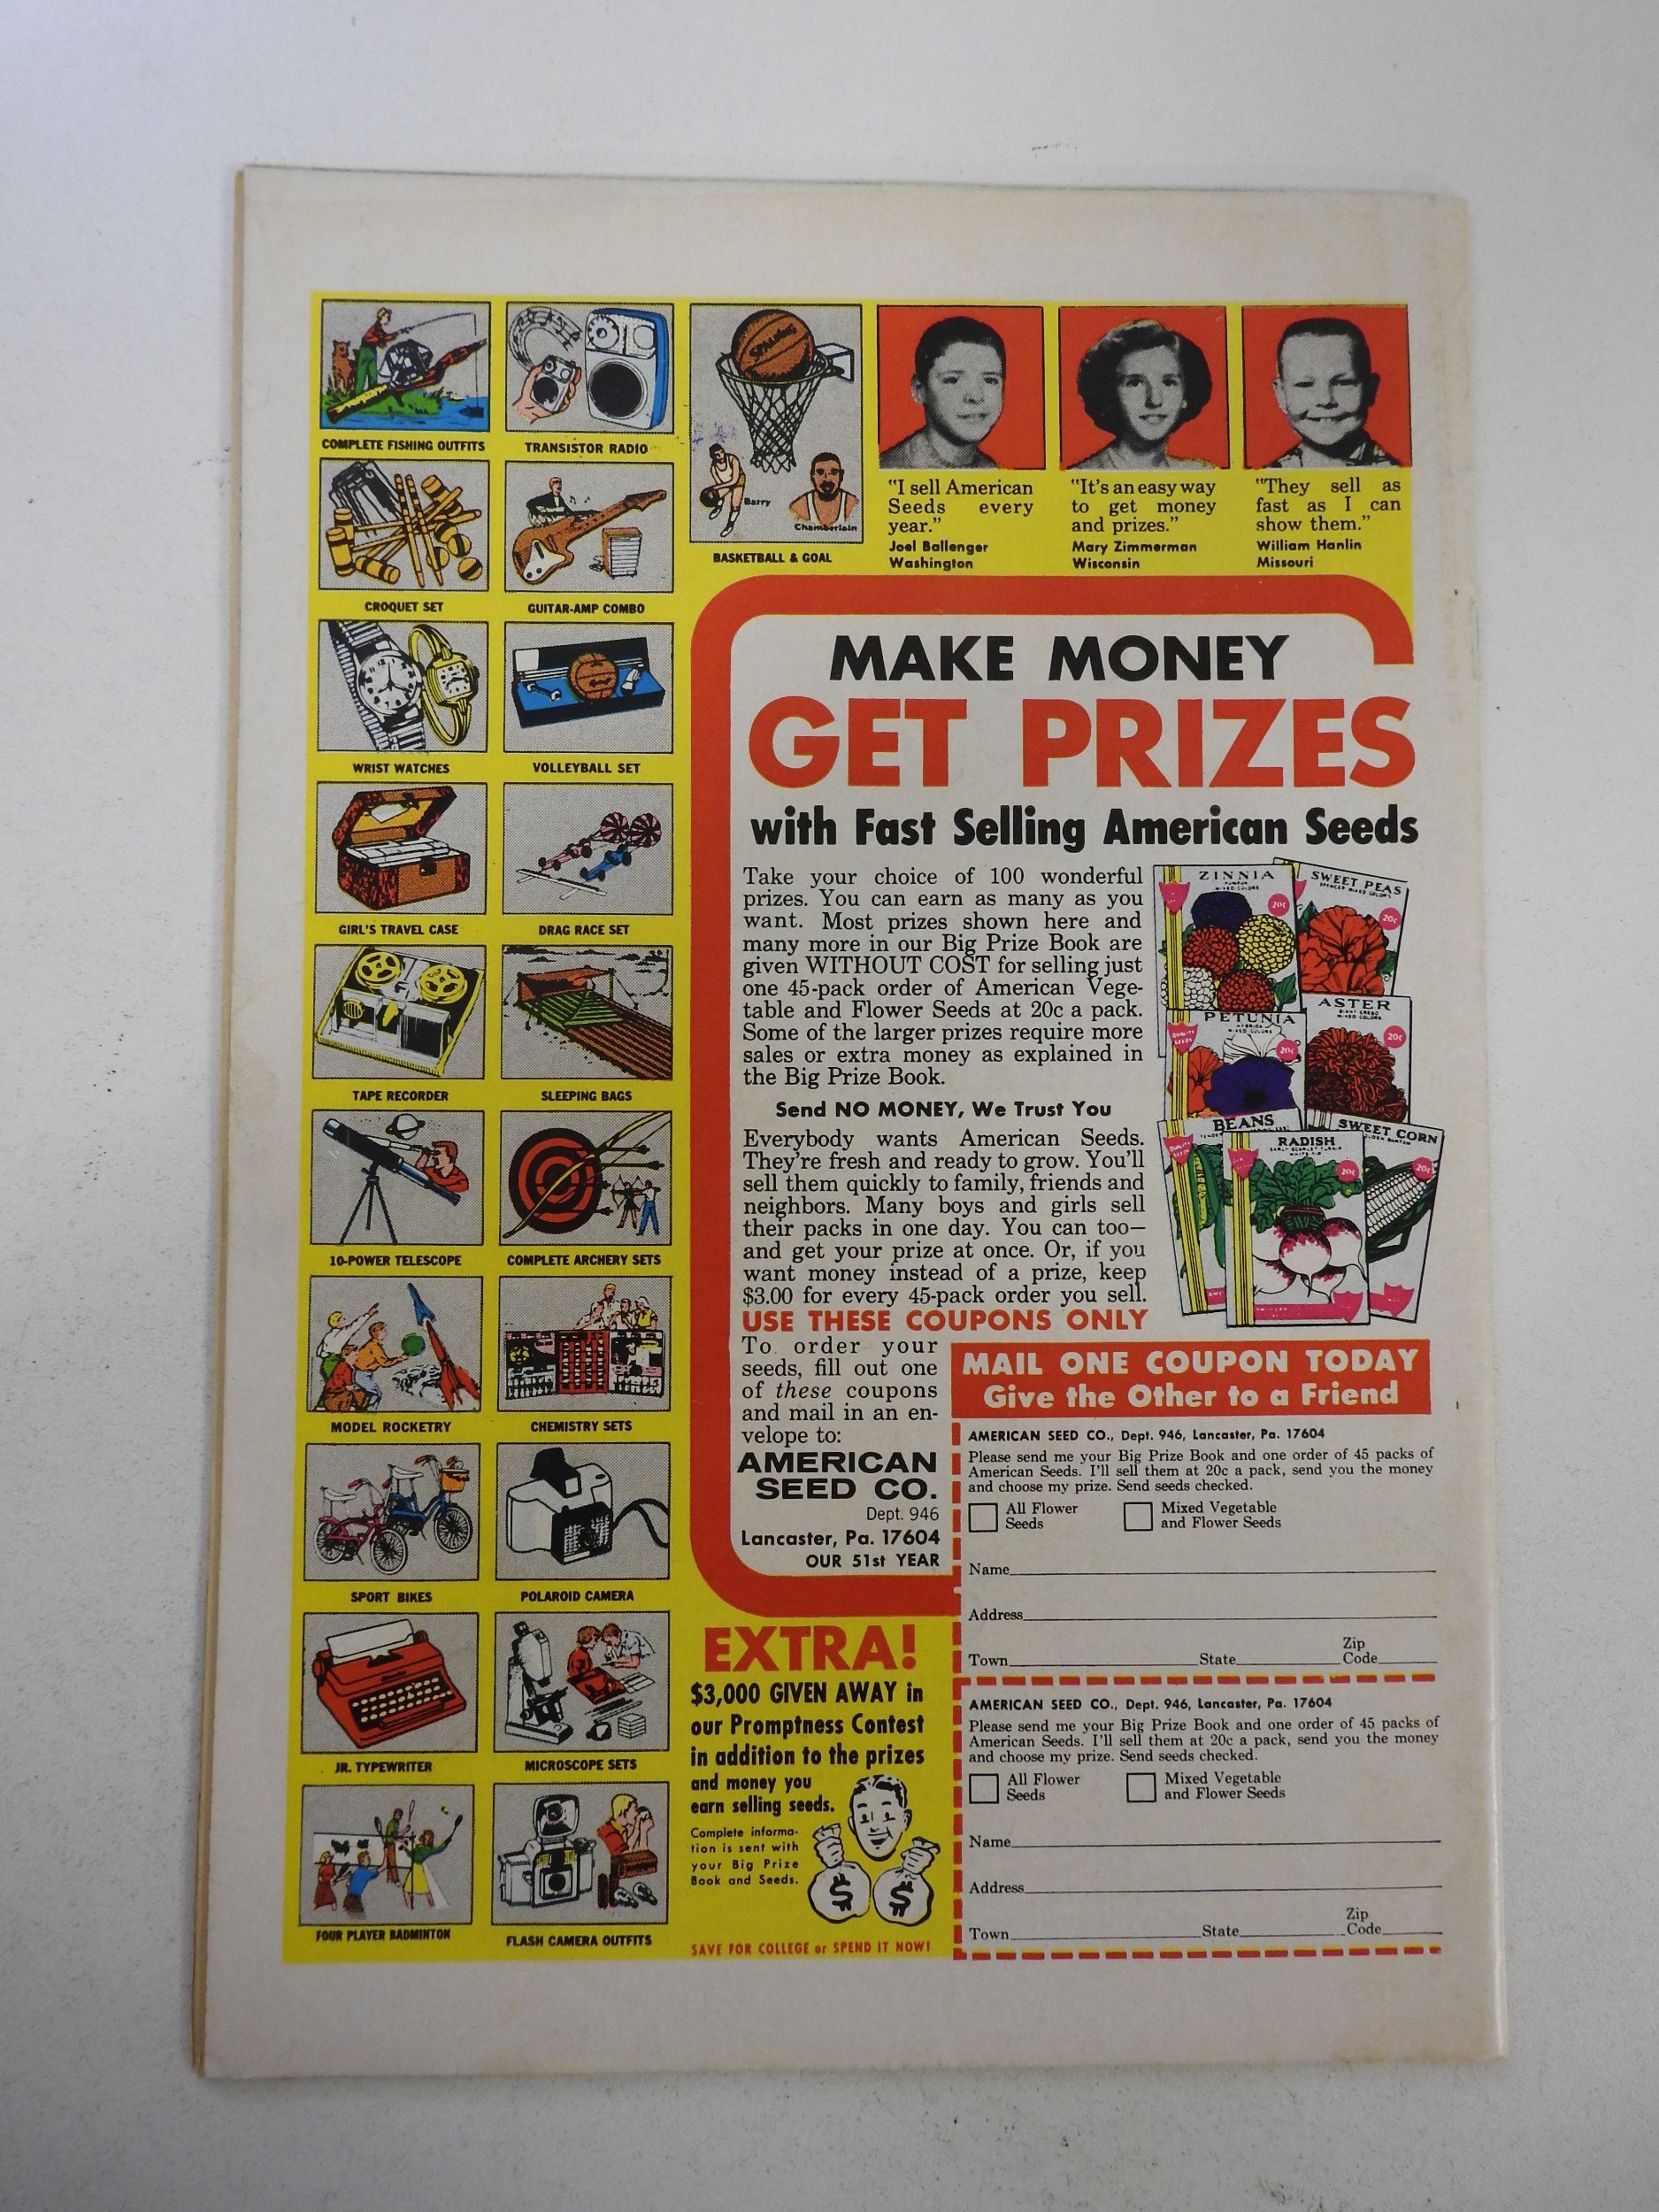 COMPLETE FISHING OUTFITS
TRANSISTOR RADIO
CROQUET SET
GUITAR-AMP COMBO
WRIST WATCHES
VOLLEYBALL SET
GIRL'S TRAVEL CASE
DRAG RACE SET
TAPE RECORDER
SLEEPING BAGS
10-POWER TELESCOPE
COMPLETE ARCHERY SETS
MODEL ROCKETRY
CHEMISTRY SETS
SPORT BIKES
POLAROID CAMERA
JR. TYPEWRITER
MICROSCOPE SETS
FOUR PLAYER BADMINTON
FLASH CAMERA OUTFITS
Spalding
Barry
Chamberlain
BASKETBALL & GOAL
"I sell American
Seeds every
year."
Joel Ballenger
Washington
"It's an easy way
to get money
and prizes."
Mary Zimmerman
Wisconsin
"They sell as
fast as I can
show them."
William Hanlin
Missouri
MAKE MONEY
GET PRIZES
with Fast Selling American Seeds
Take your choice of 100 wonderful
prizes. You can earn as many as you
want. Most prizes shown here and
many more in our Big Prize Book are
given WITHOUT COST for selling just
one 45-pack order of American Vege-
table and Flower Seeds at 20c a pack.
Some of the larger prizes require more
sales or extra money as explained in
the Big Prize Book.
Send NO MONEY, We Trust You
Everybody wants American Seeds.
They're fresh and ready to grow. You'll
sell them quickly to family, friends and
neighbors. Many boys and girls sell
their packs in one day. You can too—
and get your prize at once. Or, if you
want money instead of a prize, keep
$3.00 for every 45-pack order you sell.
USE THESE COUPONS ONLY
To order your
seeds, fill out one
of these coupons
and mail in an en-
velope to:
AMERICAN
SEED CO.
Dept. 946
Lancaster, Pa. 17604
OUR 51st YEAR
ZINNIA
MIXED COLORS
20c
SWEET PEAS
20c
PETUNIA
MIXED COLORS
20c
ASTER
MIXED COLORS
20c
BEANS
RADISH
20c
SWEET CORN
20c
MAIL ONE COUPON TODAY
Give the Other to a Friend
AMERICAN SEED CO., Dept. 946, Lancaster, Pa. 17604
Please send me your Big Prize Book and one order of 45 packs of
American Seeds. I'll sell them at 20c a pack, send you the money
and choose my prize. Send seeds checked.
All Flower
Seeds
Mixed Vegetable
and Flower Seeds
Name
Address
Town State Zip
Code
AMERICAN SEED CO., Dept. 946, Lancaster, Pa. 17604
Please send me your Big Prize Book and one order of 45 packs of
American Seeds. I'll sell them at 20c a pack, send you the money
and choose my prize. Send seeds checked.
All Flower
Seeds
Mixed Vegetable
and Flower Seeds
Name
Address
Town State Zip
Code
EXTRA!
$3,000 GIVEN AWAY in
our Promptness Contest
in addition to the prizes
and money you
earn selling seeds.
Complete informa-
tion is sent with
your Big Prize
Book and Seeds.
$ $
SAVE FOR COLLEGE or SPEND IT NOW!